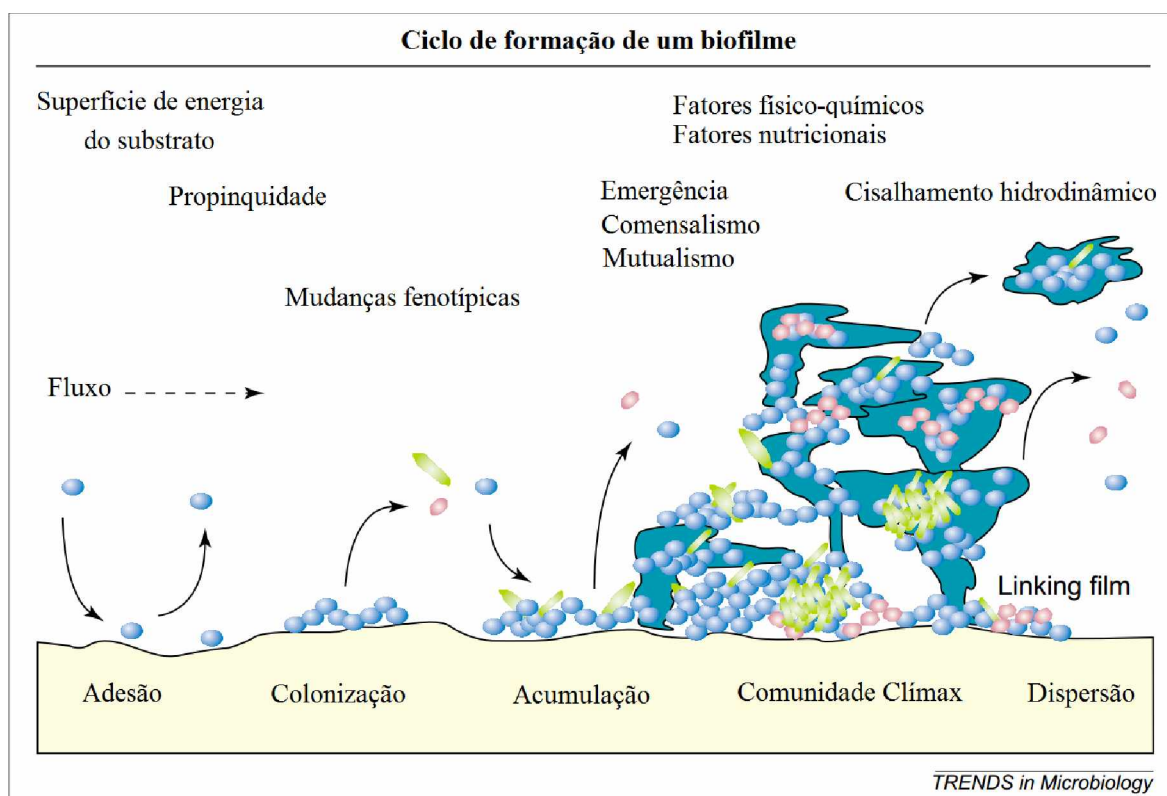 Ciclo de formação de um biofilme
Superfície de energia
do substrato
Fatores físico-químicos
Fatores nutricionais
Propinquidade
Emergência
Comensalismo
Mutualismo
Cisalhamento hidrodinâmico
Mudanças fenotípicas
Fluxo
Linking film
Adesão
Colonização
Acumulação
Comunidade Clímax
Dispersão
TRENDS in Microbiology